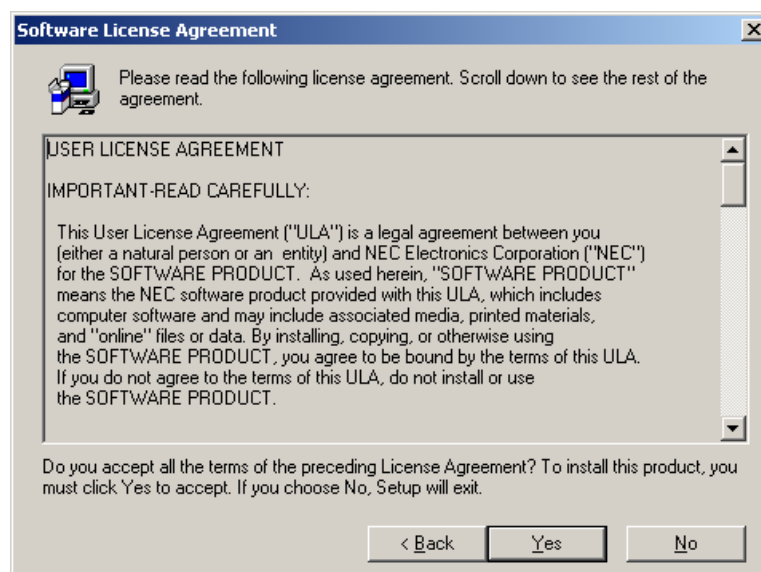 Software License Agreement
Please read the following license agreement. Scroll down to see the rest of the
agreement.
USER LICENSE AGREEMENT
IMPORTANT-READ CAREFULLY:
This User License Agreement ("ULA") is a legal agreement between you
(either a natural person or an  entity) and NEC Electronics Corporation ("NEC")
for the SOFTWARE PRODUCT.  As used herein, "SOFTWARE PRODUCT"
means the NEC software product provided with this ULA, which includes
computer software and may include associated media, printed materials,
and "online" files or data. By installing, copying, or otherwise using
the SOFTWARE PRODUCT, you agree to be bound by the terms of this ULA.
If you do not agree to the terms of this ULA, do not install or use
the SOFTWARE PRODUCT.
Do you accept all the terms of the preceding License Agreement? To install this product, you
must click Yes to accept. If you choose No, Setup will exit.
< Back Yes No